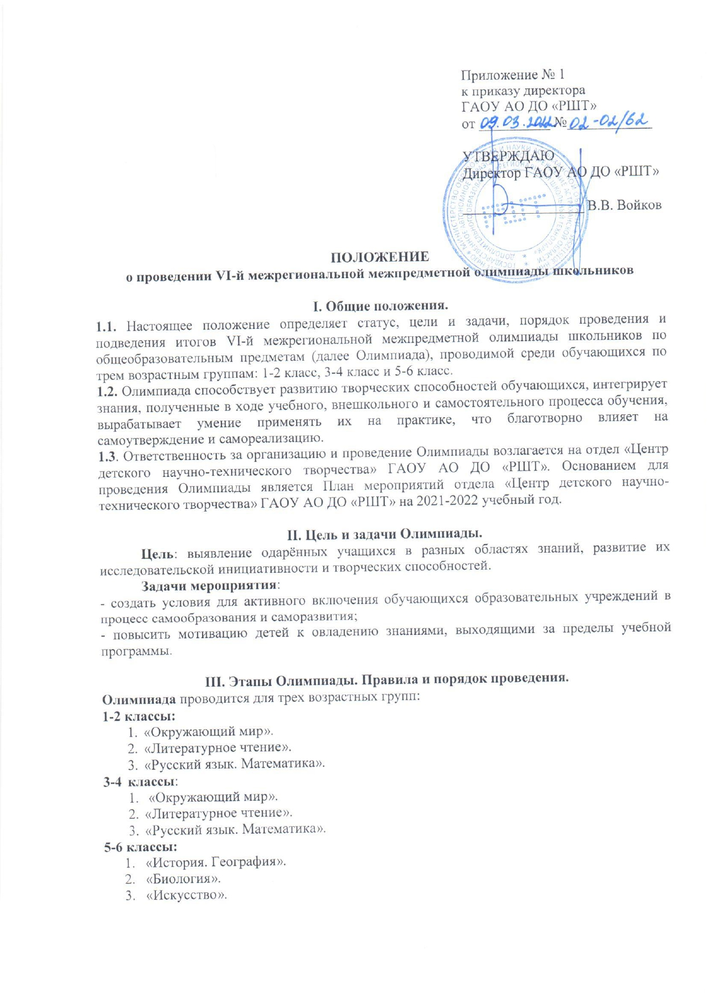 Приложение № 1
к приказу директора
ГАОУ АО ДО «РШТ»
от 09.03.2022 № 02-02/62
УТВЕРЖДАЮ
Директор ГАОУ АО ДО «РШТ»
В.В. Войков
ПОЛОЖЕНИЕ
о проведении VI-й межрегиональной межпредметной олимпиады школьников
I. Общие положения.
1.1. Настоящее положение определяет статус, цели и задачи, порядок проведения и
подведения итогов VI-й межрегиональной межпредметной олимпиады школьников по
общеобразовательным предметам (далее Олимпиада), проводимой среди обучающихся по
трем возрастным группам: 1-2 класс, 3-4 класс и 5-6 класс.
1.2. Олимпиада способствует развитию творческих способностей обучающихся, интегрирует
знания, полученные в ходе учебного, внешкольного и самостоятельного процесса обучения,
вырабатывает умение применять их на практике, что благотворно влияет на
самоутверждение и самореализацию.
1.3. Ответственность за организацию и проведение Олимпиады возлагается на отдел «Центр
детского научно-технического творчества» ГАОУ АО ДО «РШТ». Основанием для
проведения Олимпиады является План мероприятий отдела «Центр детского научно-
технического творчества» ГАОУ АО ДО «РШТ» на 2021-2022 учебный год.
II. Цель и задачи Олимпиады.
Цель: выявление одарённых учащихся в разных областях знаний, развитие их
исследовательской инициативности и творческих способностей.
Задачи мероприятия:
- создать условия для активного включения обучающихся образовательных учреждений в
процесс самообразования и саморазвития;
- повысить мотивацию детей к овладению знаниями, выходящими за пределы учебной
программы.
III. Этапы Олимпиады. Правила и порядок проведения.
Олимпиада проводится для трех возрастных групп:
1-2 классы:
1. «Окружающий мир».
2. «Литературное чтение».
3. «Русский язык. Математика».
3-4 классы:
1. «Окружающий мир».
2. «Литературное чтение».
3. «Русский язык. Математика».
5-6 классы:
1. «История. География».
2. «Биология».
3. «Искусство».